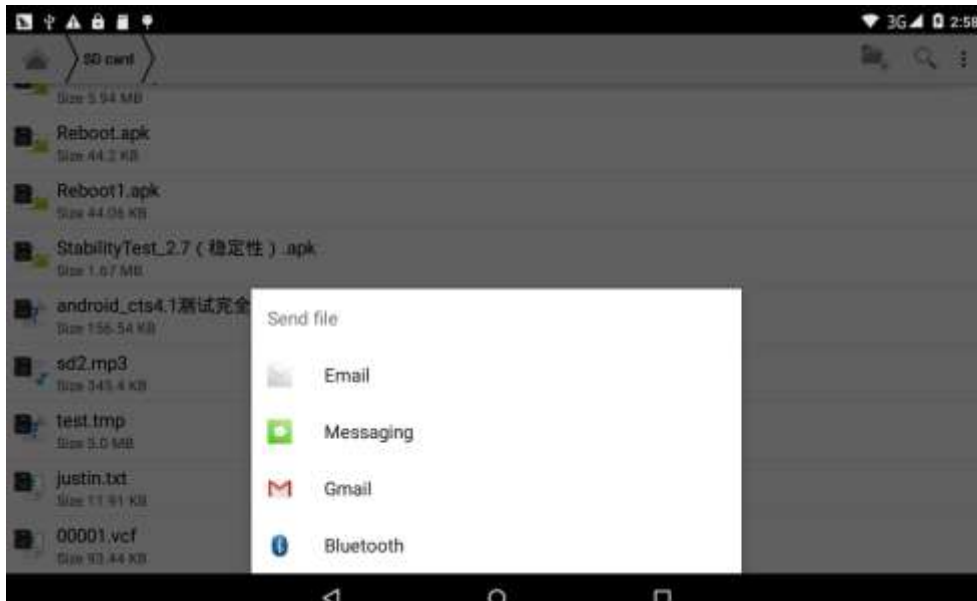 3G 2:58
SD card
Size 5.94 MB
Reboot.apk
Size 44.2 KB
Reboot1.apk
Size 44.06 KB
StabilityTest_2.7 ( 稳定性 ) .apk
Size 1.67 MB
android_cts4.1测试完全
Size 156.54 KB
sd2.mp3
Size 345.4 KB
test.tmp
Size 5.0 MB
justin.txt
Size 11.91 KB
00001.vcf
Size 93.44 KB
Send file
Email
Messaging
Gmail
Bluetooth